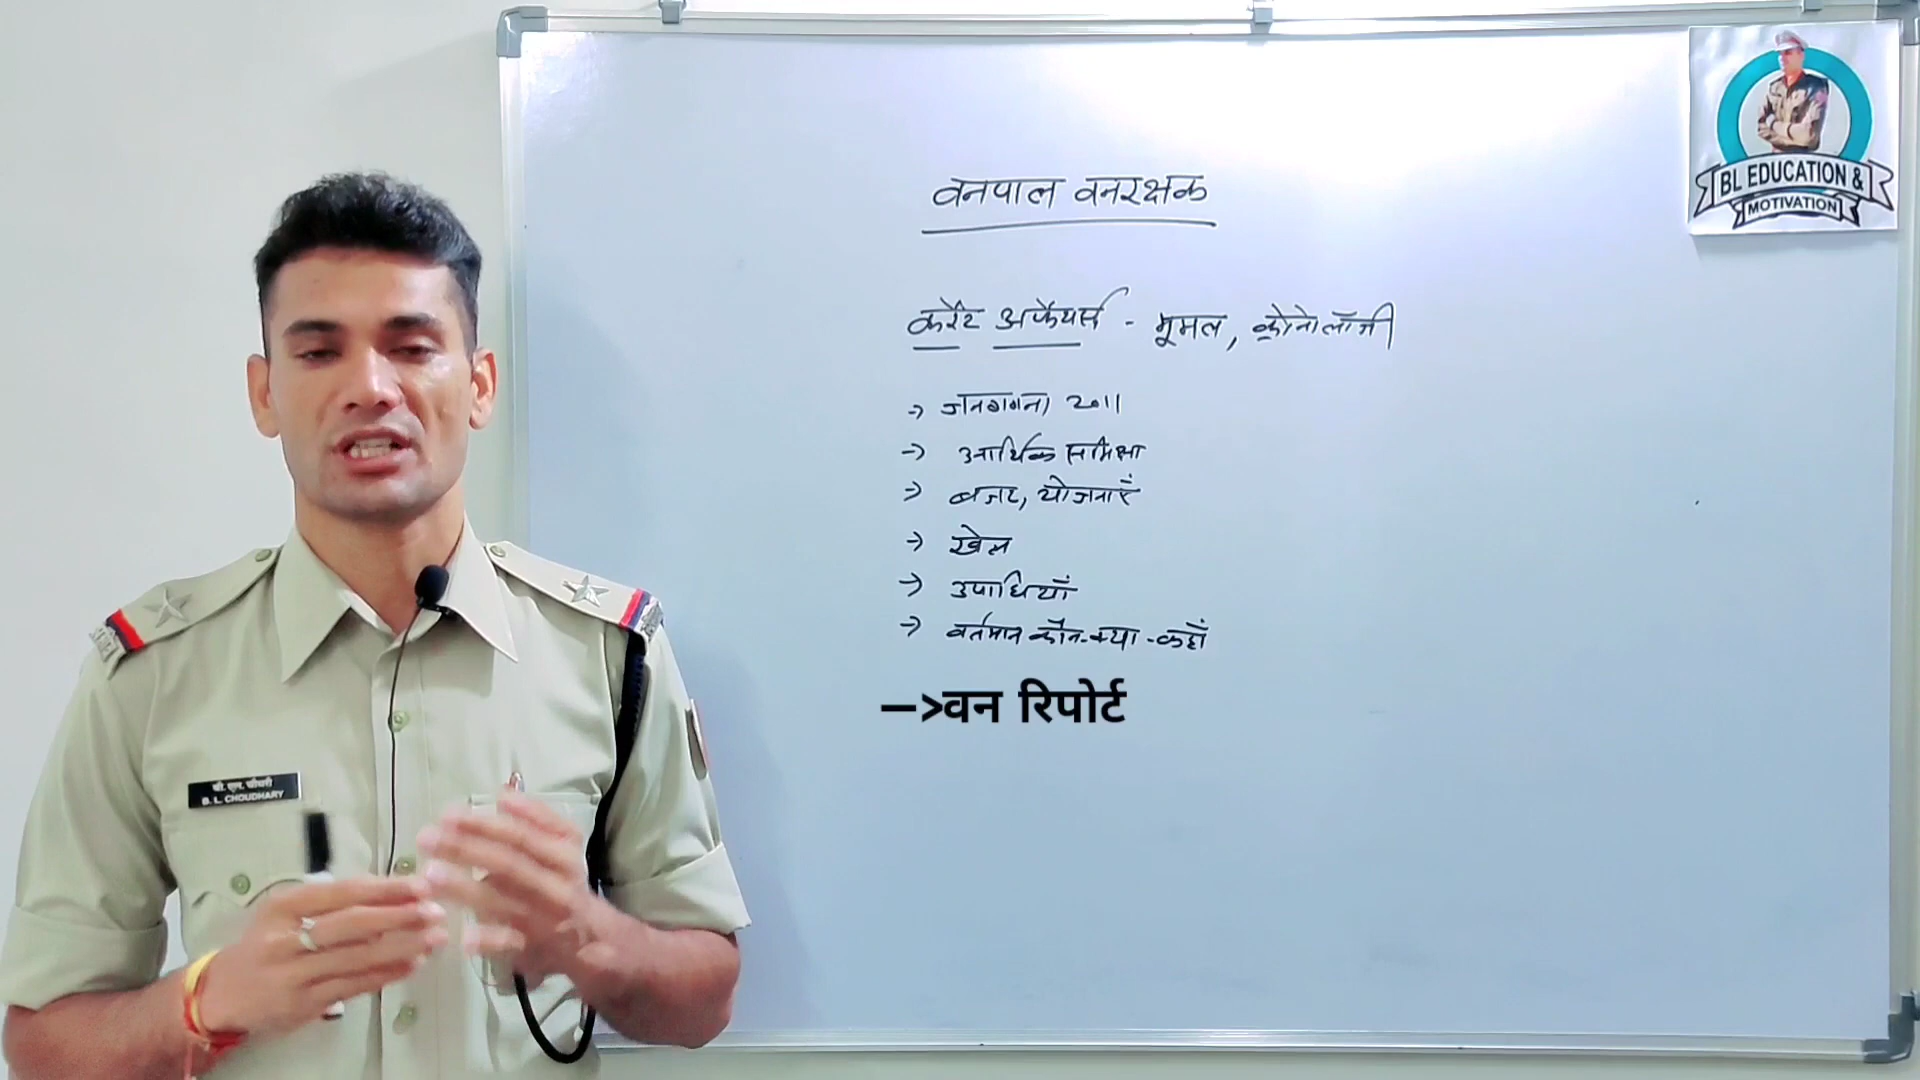 BL EDUCATION &
MOTIVATION
वनपाल वनरक्षक
करेंट अफेयर्स - मूमल, क्रोनोलॉजी
-> जनगणना 2011
-> आर्थिक समिक्षा
-> बजट, योजनाएँ
-> खेल
-> उपाधियाँ
-> वर्तमान कौन-क्या-कहाँ
—>वन रिपोर्ट
बी.एल. चौधरी
B. L. CHOUDHARY